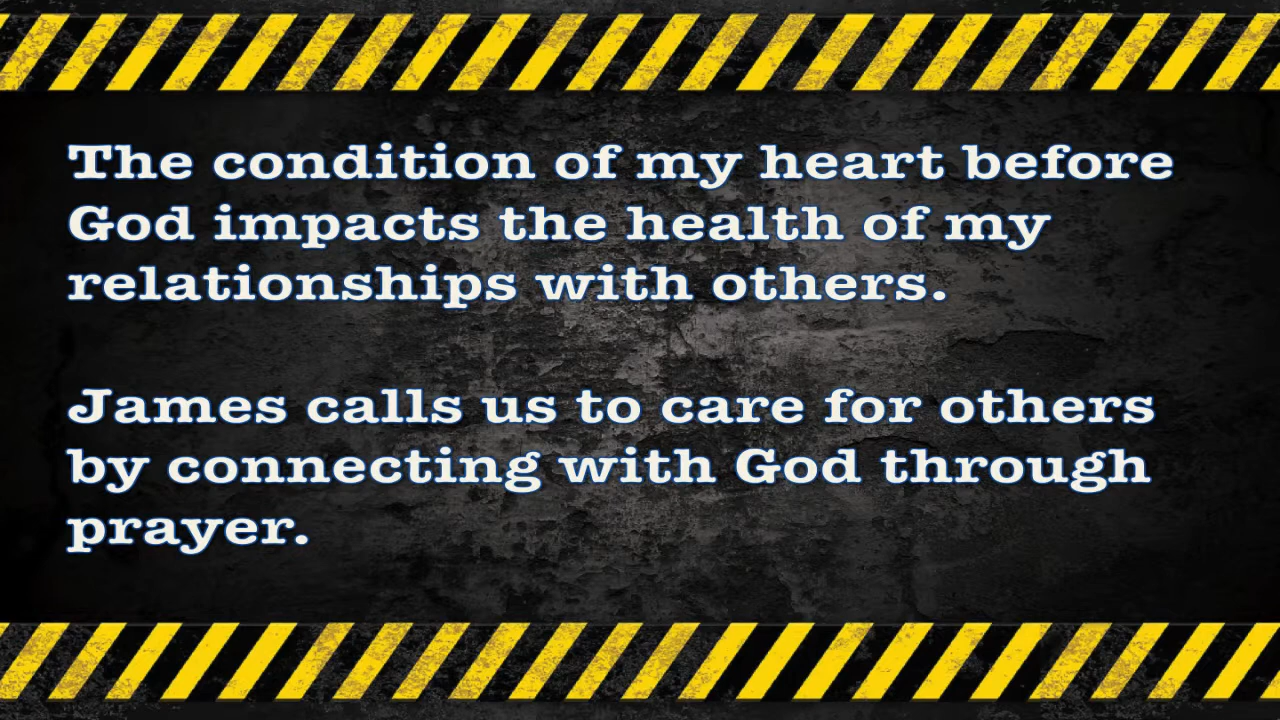 The condition of my heart before
God impacts the health of my
relationships with others.
James calls us to care for others
by connecting with God through
prayer.